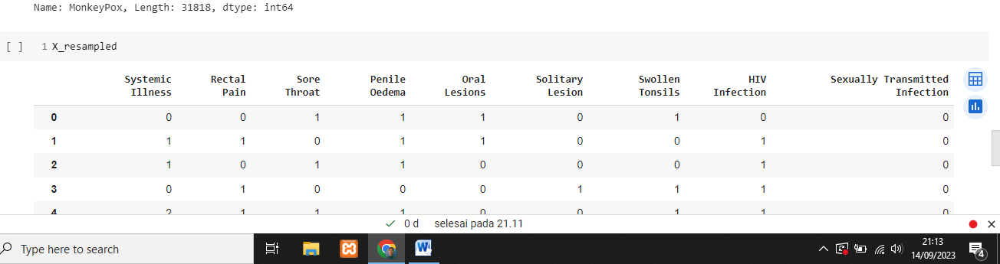 Name: MonkeyPox, Length: 31818, dtype: int64
[ ] 1 X_resampled
Systemic Illness Rectal Pain Sore Throat Penile Oedema Oral Lesions Solitary Lesion Swollen Tonsils HIV Infection Sexually Transmitted Infection
0 0 0 1 1 1 0 1 0 0
1 1 1 0 1 1 0 0 1 0
2 1 0 1 1 0 0 0 1 0
3 0 1 0 0 0 1 1 1 0
4 2 1 1 1 0 0 1 1 0
0 d selesai pada 21.11
Type here to search
21:13
14/09/2023
4